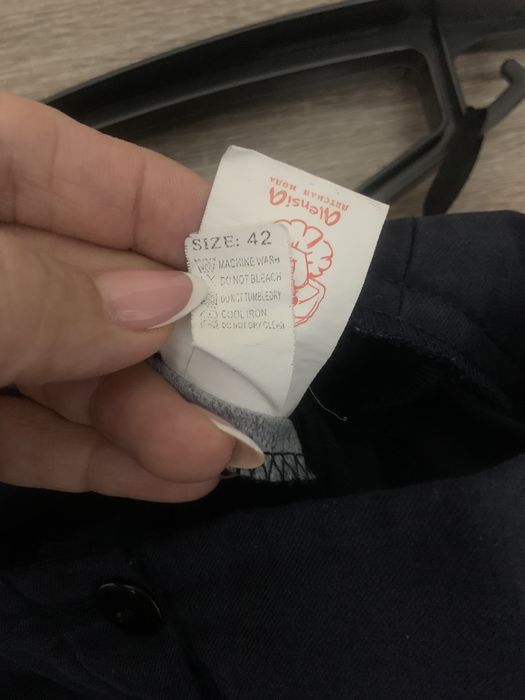 alensia
ДЕТСКАЯ МОДА
SIZE: 42
MACHINE WASH
DO NOT BLEACH
DO NOT TUMBLEDRY
COOL IRON
DO NOT DRY CLEAN